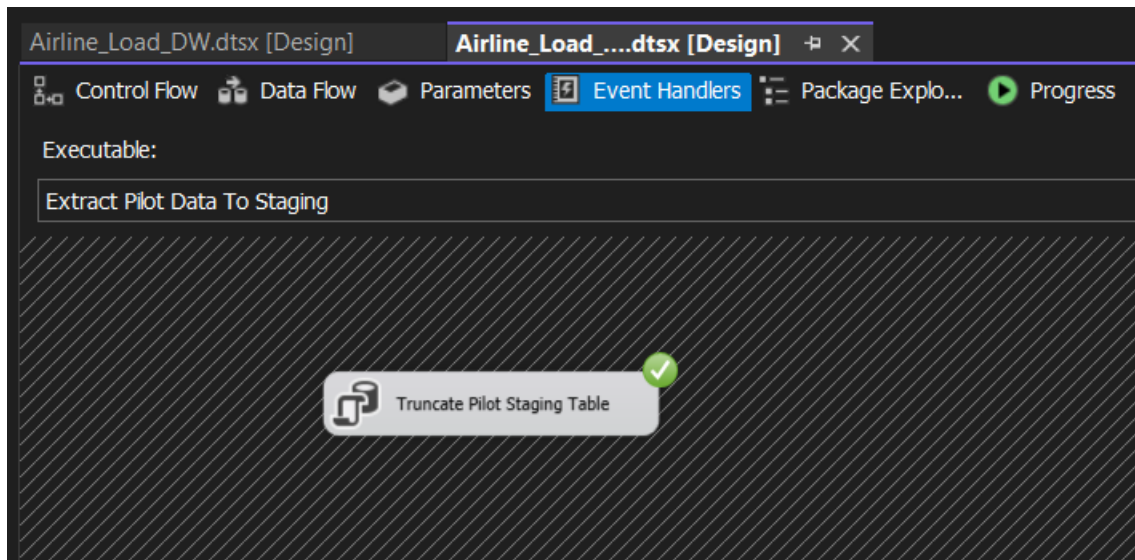 Airline_Load_DW.dtsx [Design] Airline_Load_....dtsx [Design]
Control Flow Data Flow Parameters Event Handlers Package Explo... Progress
Executable:
Extract Pilot Data To Staging
Truncate Pilot Staging Table